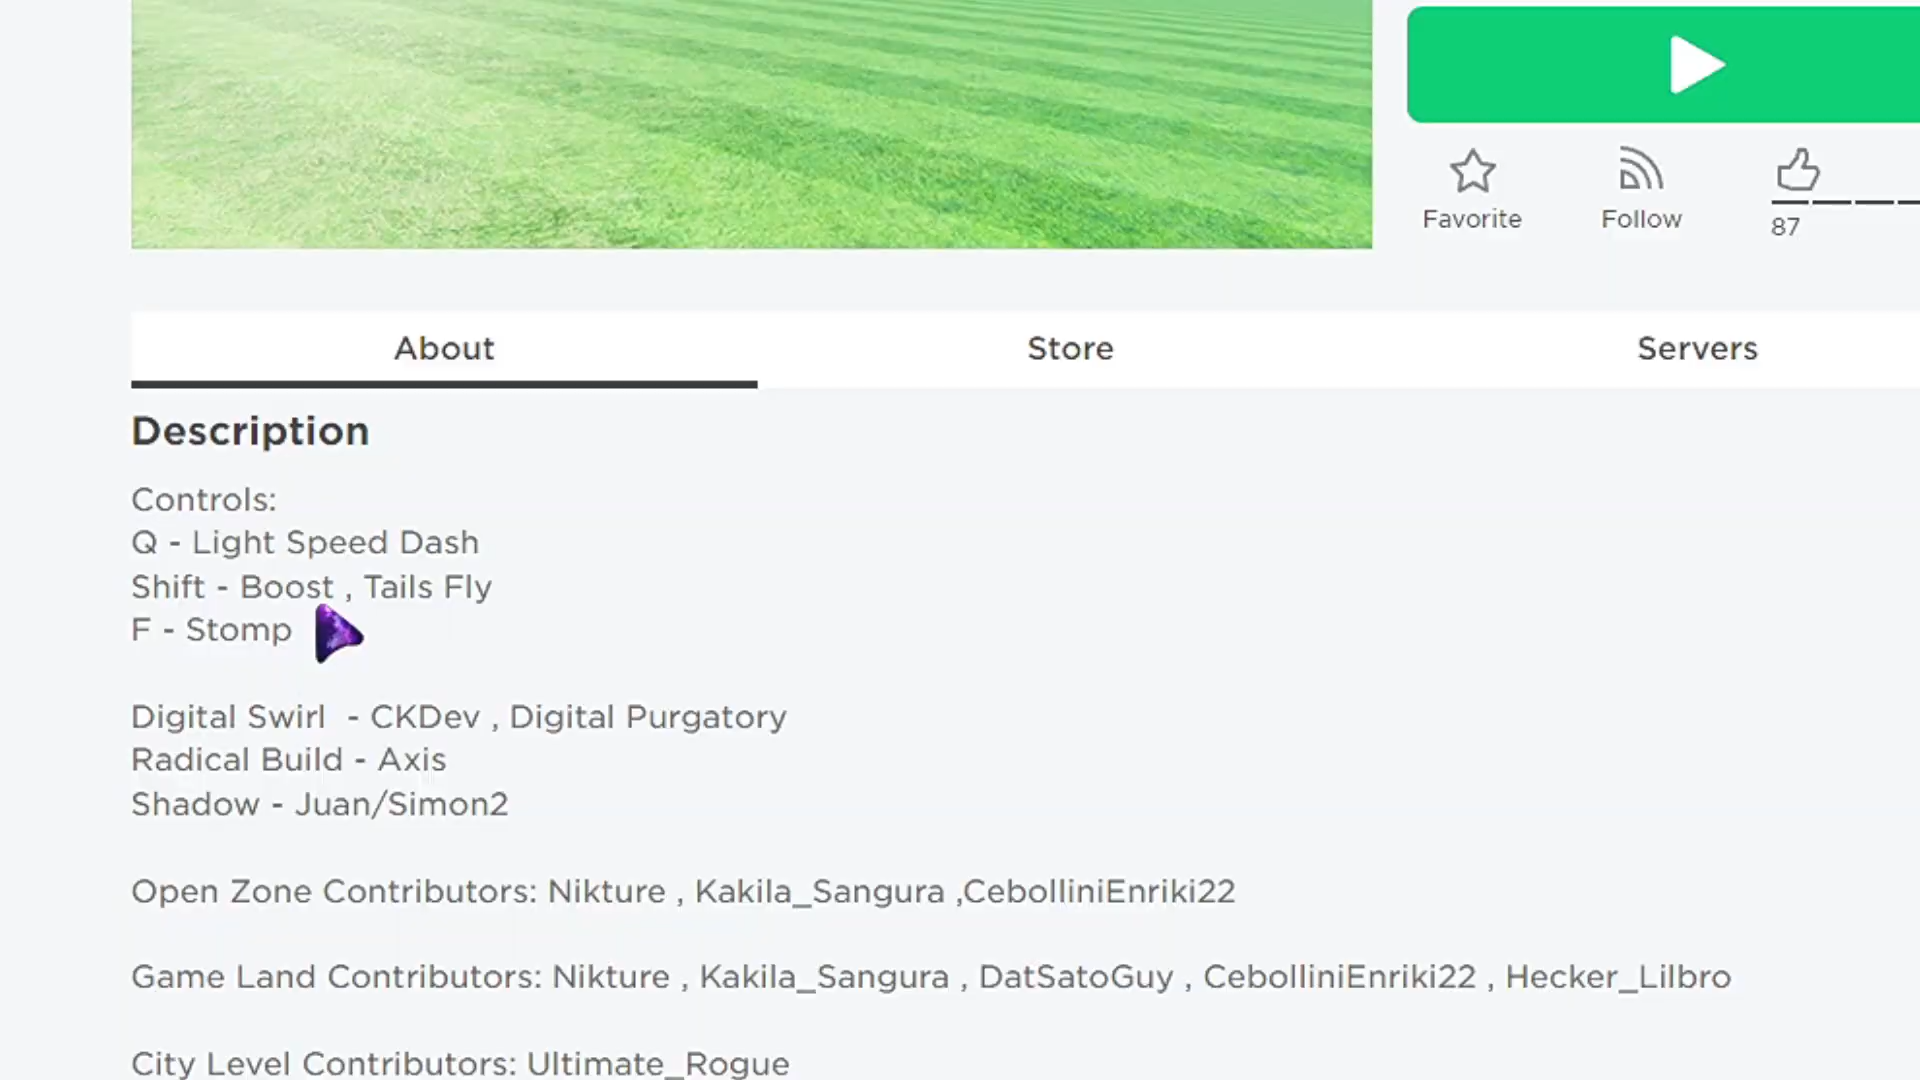 Favorite
Follow
87
About
Store
Servers
Description
Controls:
Q - Light Speed Dash
Shift - Boost , Tails Fly
F - Stomp
Digital Swirl  - CKDev , Digital Purgatory
Radical Build - Axis
Shadow - Juan/Simon2
Open Zone Contributors: Nikture , Kakila_Sangura ,CebolliniEnriki22
Game Land Contributors: Nikture , Kakila_Sangura , DatSatoGuy , CebolliniEnriki22 , Hecker_Lilbro
City Level Contributors: Ultimate_Rogue